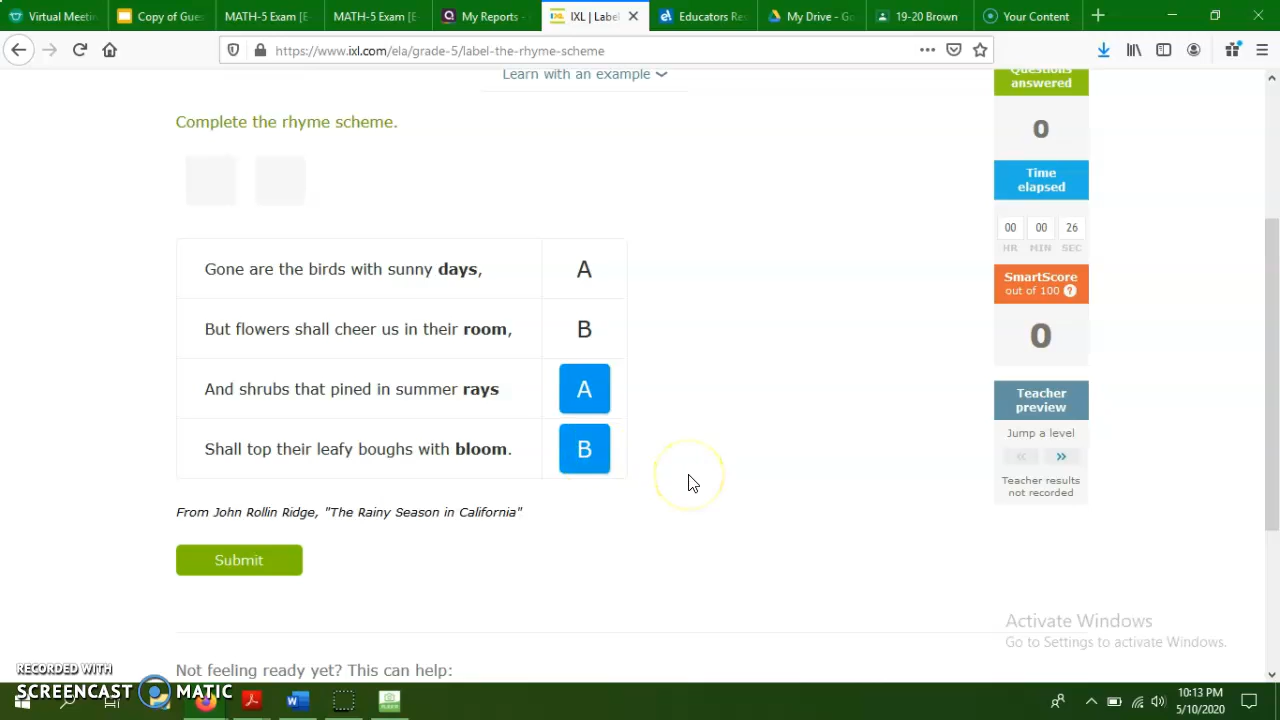 Virtual Meeti
Copy of Gues
MATH-5 Exam [E-
MATH-5 Exam [E-
My Reports -
IXL | Label
Educators Re
My Drive - Go
19-20 Brown
Your Content
https://www.ixl.com/ela/grade-5/label-the-rhyme-scheme
Learn with an example
Complete the rhyme scheme.
Gone are the birds with sunny days, A
But flowers shall cheer us in their room, B
And shrubs that pined in summer rays A
Shall top their leafy boughs with bloom. B
From John Rollin Ridge, "The Rainy Season in California"
Submit
Not feeling ready yet? This can help:
Questions
answered
0
Time
elapsed
00 00 26
HR MIN SEC
SmartScore
out of 100 ?
0
Teacher
preview
Jump a level
« »
Teacher results
not recorded
Activate Windows
Go to Settings to activate Windows.
RECORDED WITH
SCREENCAST MATIC
10:13 PM
5/10/2020